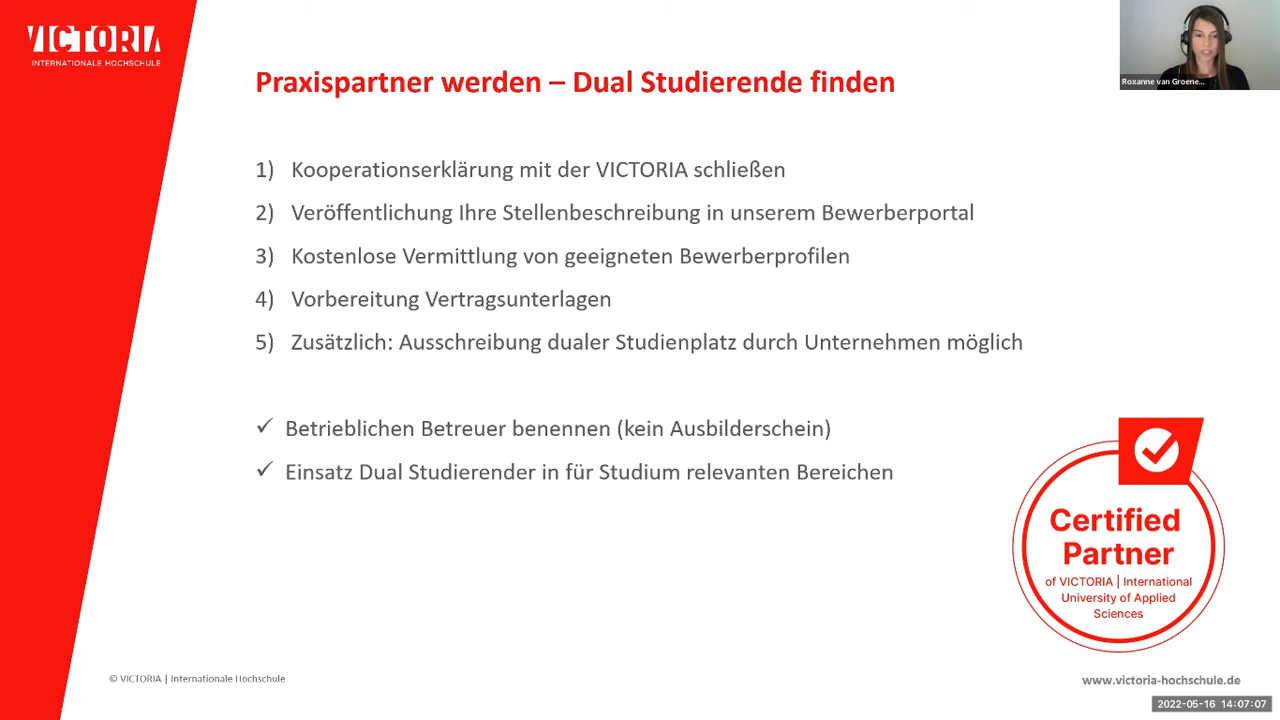 VICTORIA
INTERNATIONALE HOCHSCHULE
Roxanne van Groene...
Praxispartner werden – Dual Studierende finden
1) Kooperationserklärung mit der VICTORIA schließen
2) Veröffentlichung Ihre Stellenbeschreibung in unserem Bewerberportal
3) Kostenlose Vermittlung von geeigneten Bewerberprofilen
4) Vorbereitung Vertragsunterlagen
5) Zusätzlich: Ausschreibung dualer Studienplatz durch Unternehmen möglich
✓ Betrieblichen Betreuer benennen (kein Ausbilderschein)
✓ Einsatz Dual Studierender in für Studium relevanten Bereichen
Certified
Partner
of VICTORIA | International
University of Applied
Sciences
© VICTORIA | Internationale Hochschule
www.victoria-hochschule.de
2022-05-16 14:07:07